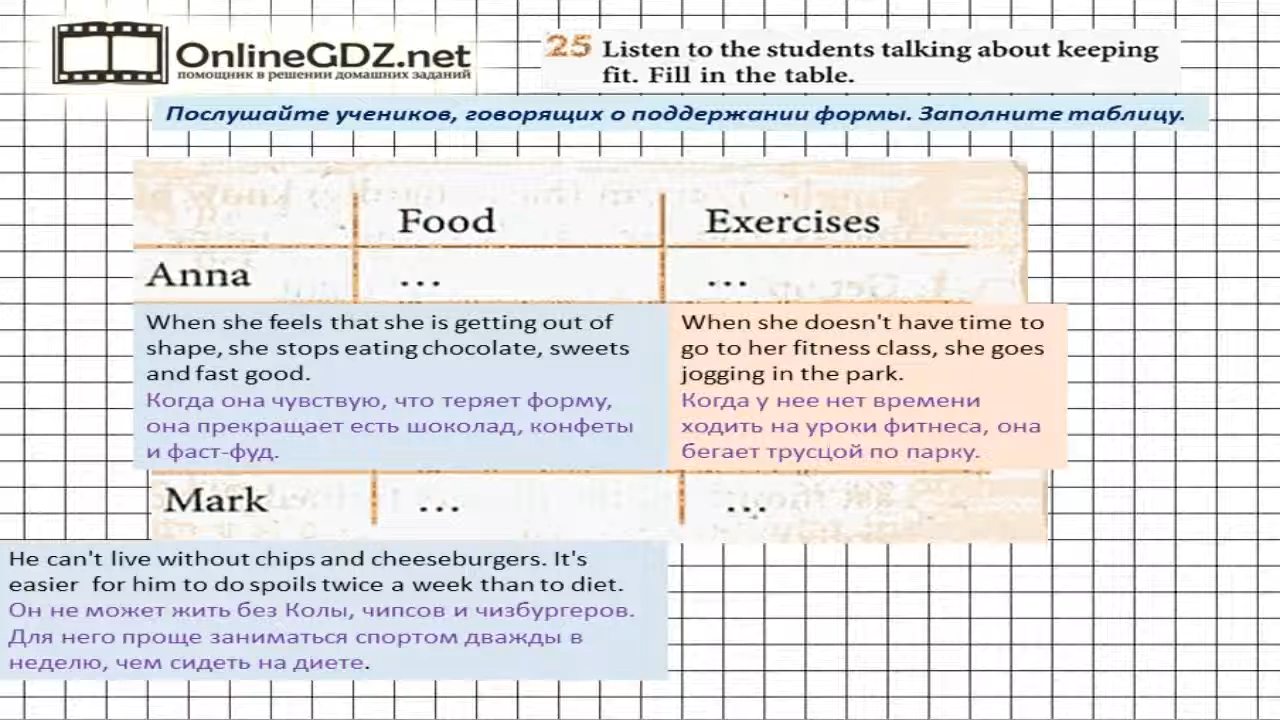 OnlineGDZ.net
помощник в решении домашних заданий
25 Listen to the students talking about keeping
fit. Fill in the table.
Послушайте учеников, говорящих о поддержании формы. Заполните таблицу.
Food Exercises
Anna ... ...
When she feels that she is getting out of
shape, she stops eating chocolate, sweets
and fast good.
Когда она чувствую, что теряет форму,
она прекращает есть шоколад, конфеты
и фаст-фуд.
When she doesn't have time to
go to her fitness class, she goes
jogging in the park.
Когда у нее нет времени
ходить на уроки фитнеса, она
бегает трусцой по парку.
Mark ... ...
He can't live without chips and cheeseburgers. It's
easier for him to do spoils twice a week than to diet.
Он не может жить без Колы, чипсов и чизбургеров.
Для него проще заниматься спортом дважды в
неделю, чем сидеть на диете.